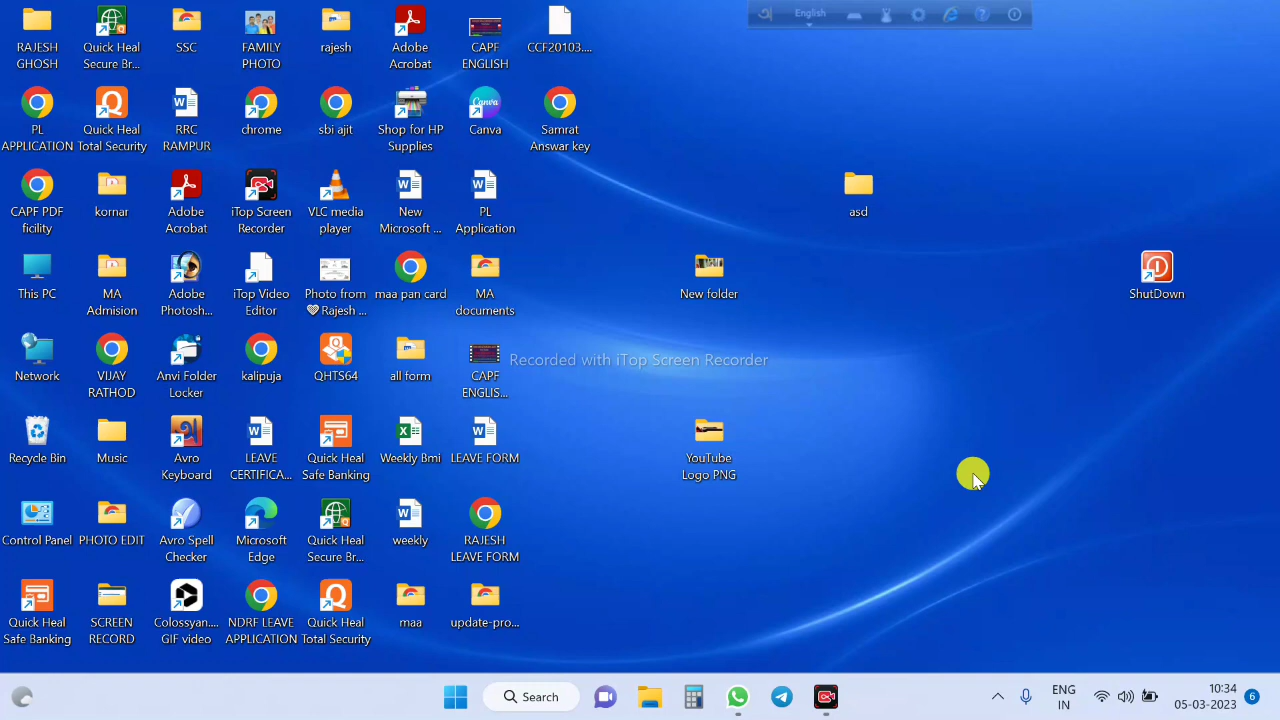 English
RAJESH GHOSH
Quick Heal Secure Br...
SSC
FAMILY PHOTO
rajesh
Adobe Acrobat
CAPF ENGLISH
CCF20103....
PL APPLICATION
Quick Heal Total Security
RRC RAMPUR
chrome
sbi ajit
Shop for HP Supplies
Canva
Samrat Answar key
CAPF PDF ficility
kornar
Adobe Acrobat
iTop Screen Recorder
VLC media player
New Microsoft ...
PL Application
asd
This PC
MA Admision
Adobe Photosh...
iTop Video Editor
Photo from 🤍Rajesh ...
maa pan card
MA documents
New folder
ShutDown
Recorded with iTop Screen Recorder
Network
VIJAY RATHOD
Anvi Folder Locker
kalipuja
QHTS64
all form
CAPF ENGLIS...
Recycle Bin
Music
Avro Keyboard
LEAVE CERTIFICA...
Quick Heal Safe Banking
Weekly Bmi
LEAVE FORM
YouTube Logo PNG
Control Panel
PHOTO EDIT
Avro Spell Checker
Microsoft Edge
Quick Heal Secure Br...
weekly
RAJESH LEAVE FORM
Quick Heal Safe Banking
SCREEN RECORD
Colossyan.... GIF video
NDRF LEAVE APPLICATION
Quick Heal Total Security
maa
update-pro...
Search
ENG
IN
10:34
05-03-2023
6